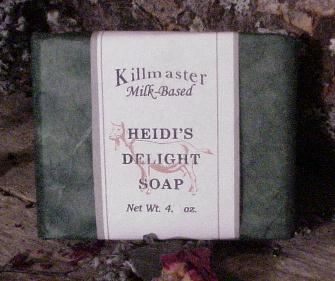 Killmaster
Milk-Based
HEIDI'S
DELIGHT
SOAP
Net Wt. 4. oz.